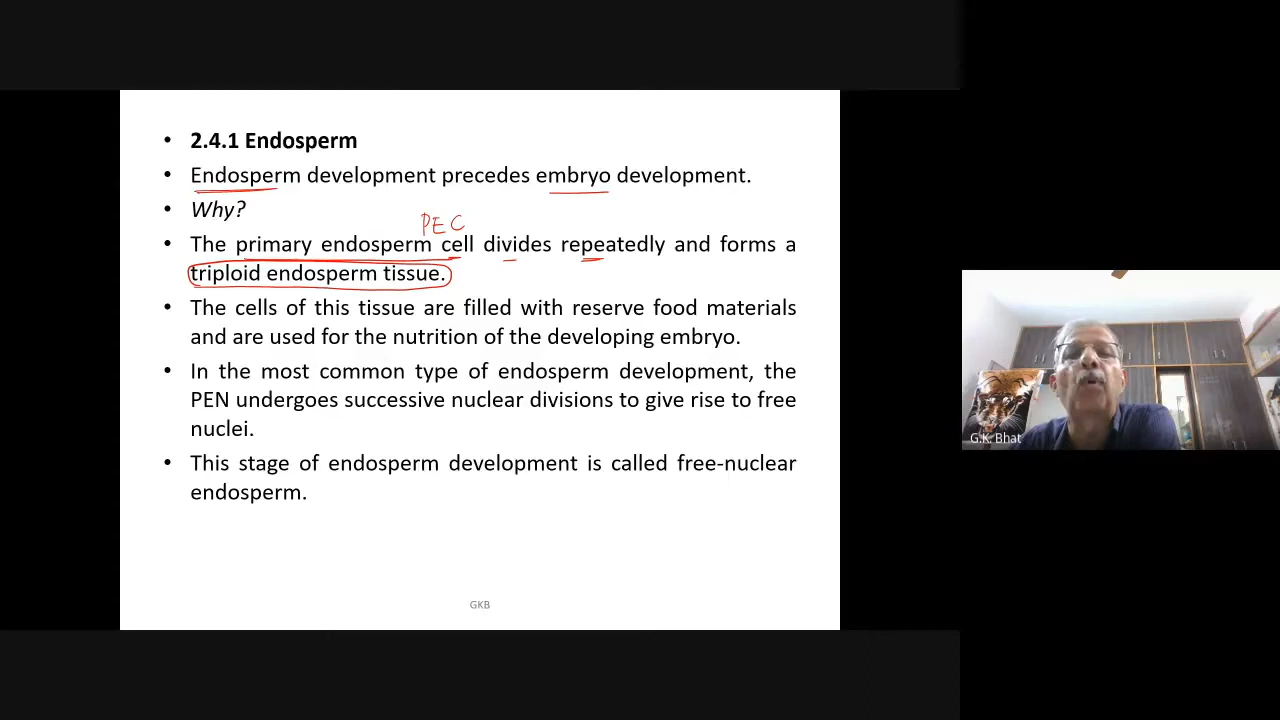 • 2.4.1 Endosperm
• Endosperm development precedes embryo development.
• Why?
PEC
• The primary endosperm cell divides repeatedly and forms a
triploid endosperm tissue.
• The cells of this tissue are filled with reserve food materials
and are used for the nutrition of the developing embryo.
• In the most common type of endosperm development, the
PEN undergoes successive nuclear divisions to give rise to free
nuclei.
• This stage of endosperm development is called free-nuclear
endosperm.
GKB
G.K. Bhat